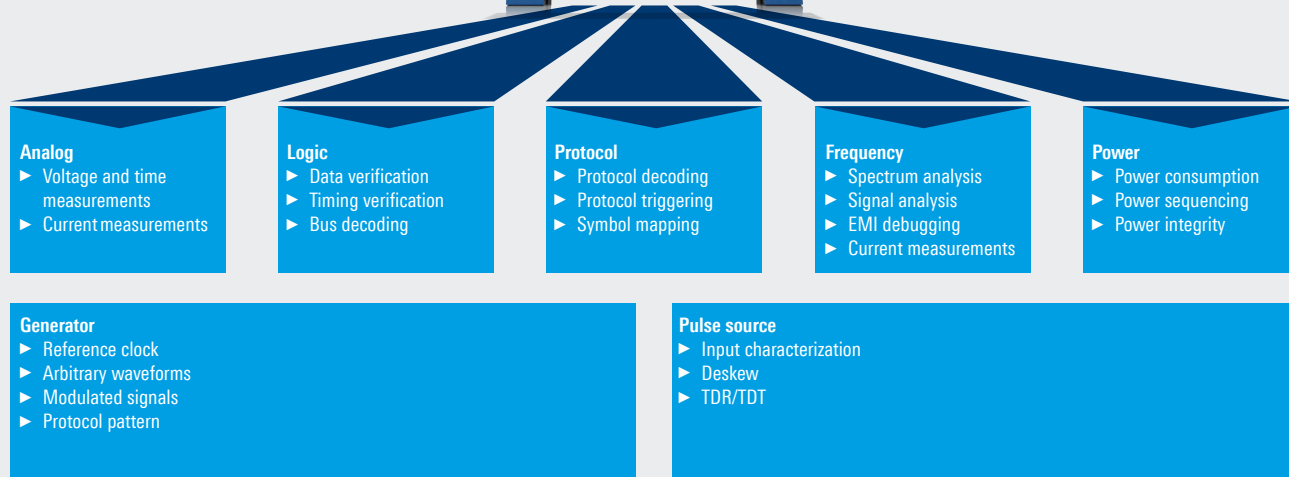 Analog
► Voltage and time
measurements
► Current measurements
Logic
► Data verification
► Timing verification
► Bus decoding
Protocol
► Protocol decoding
► Protocol triggering
► Symbol mapping
Frequency
► Spectrum analysis
► Signal analysis
► EMI debugging
► Current measurements
Power
► Power consumption
► Power sequencing
► Power integrity
Generator
► Reference clock
► Arbitrary waveforms
► Modulated signals
► Protocol pattern
Pulse source
► Input characterization
► Deskew
► TDR/TDT